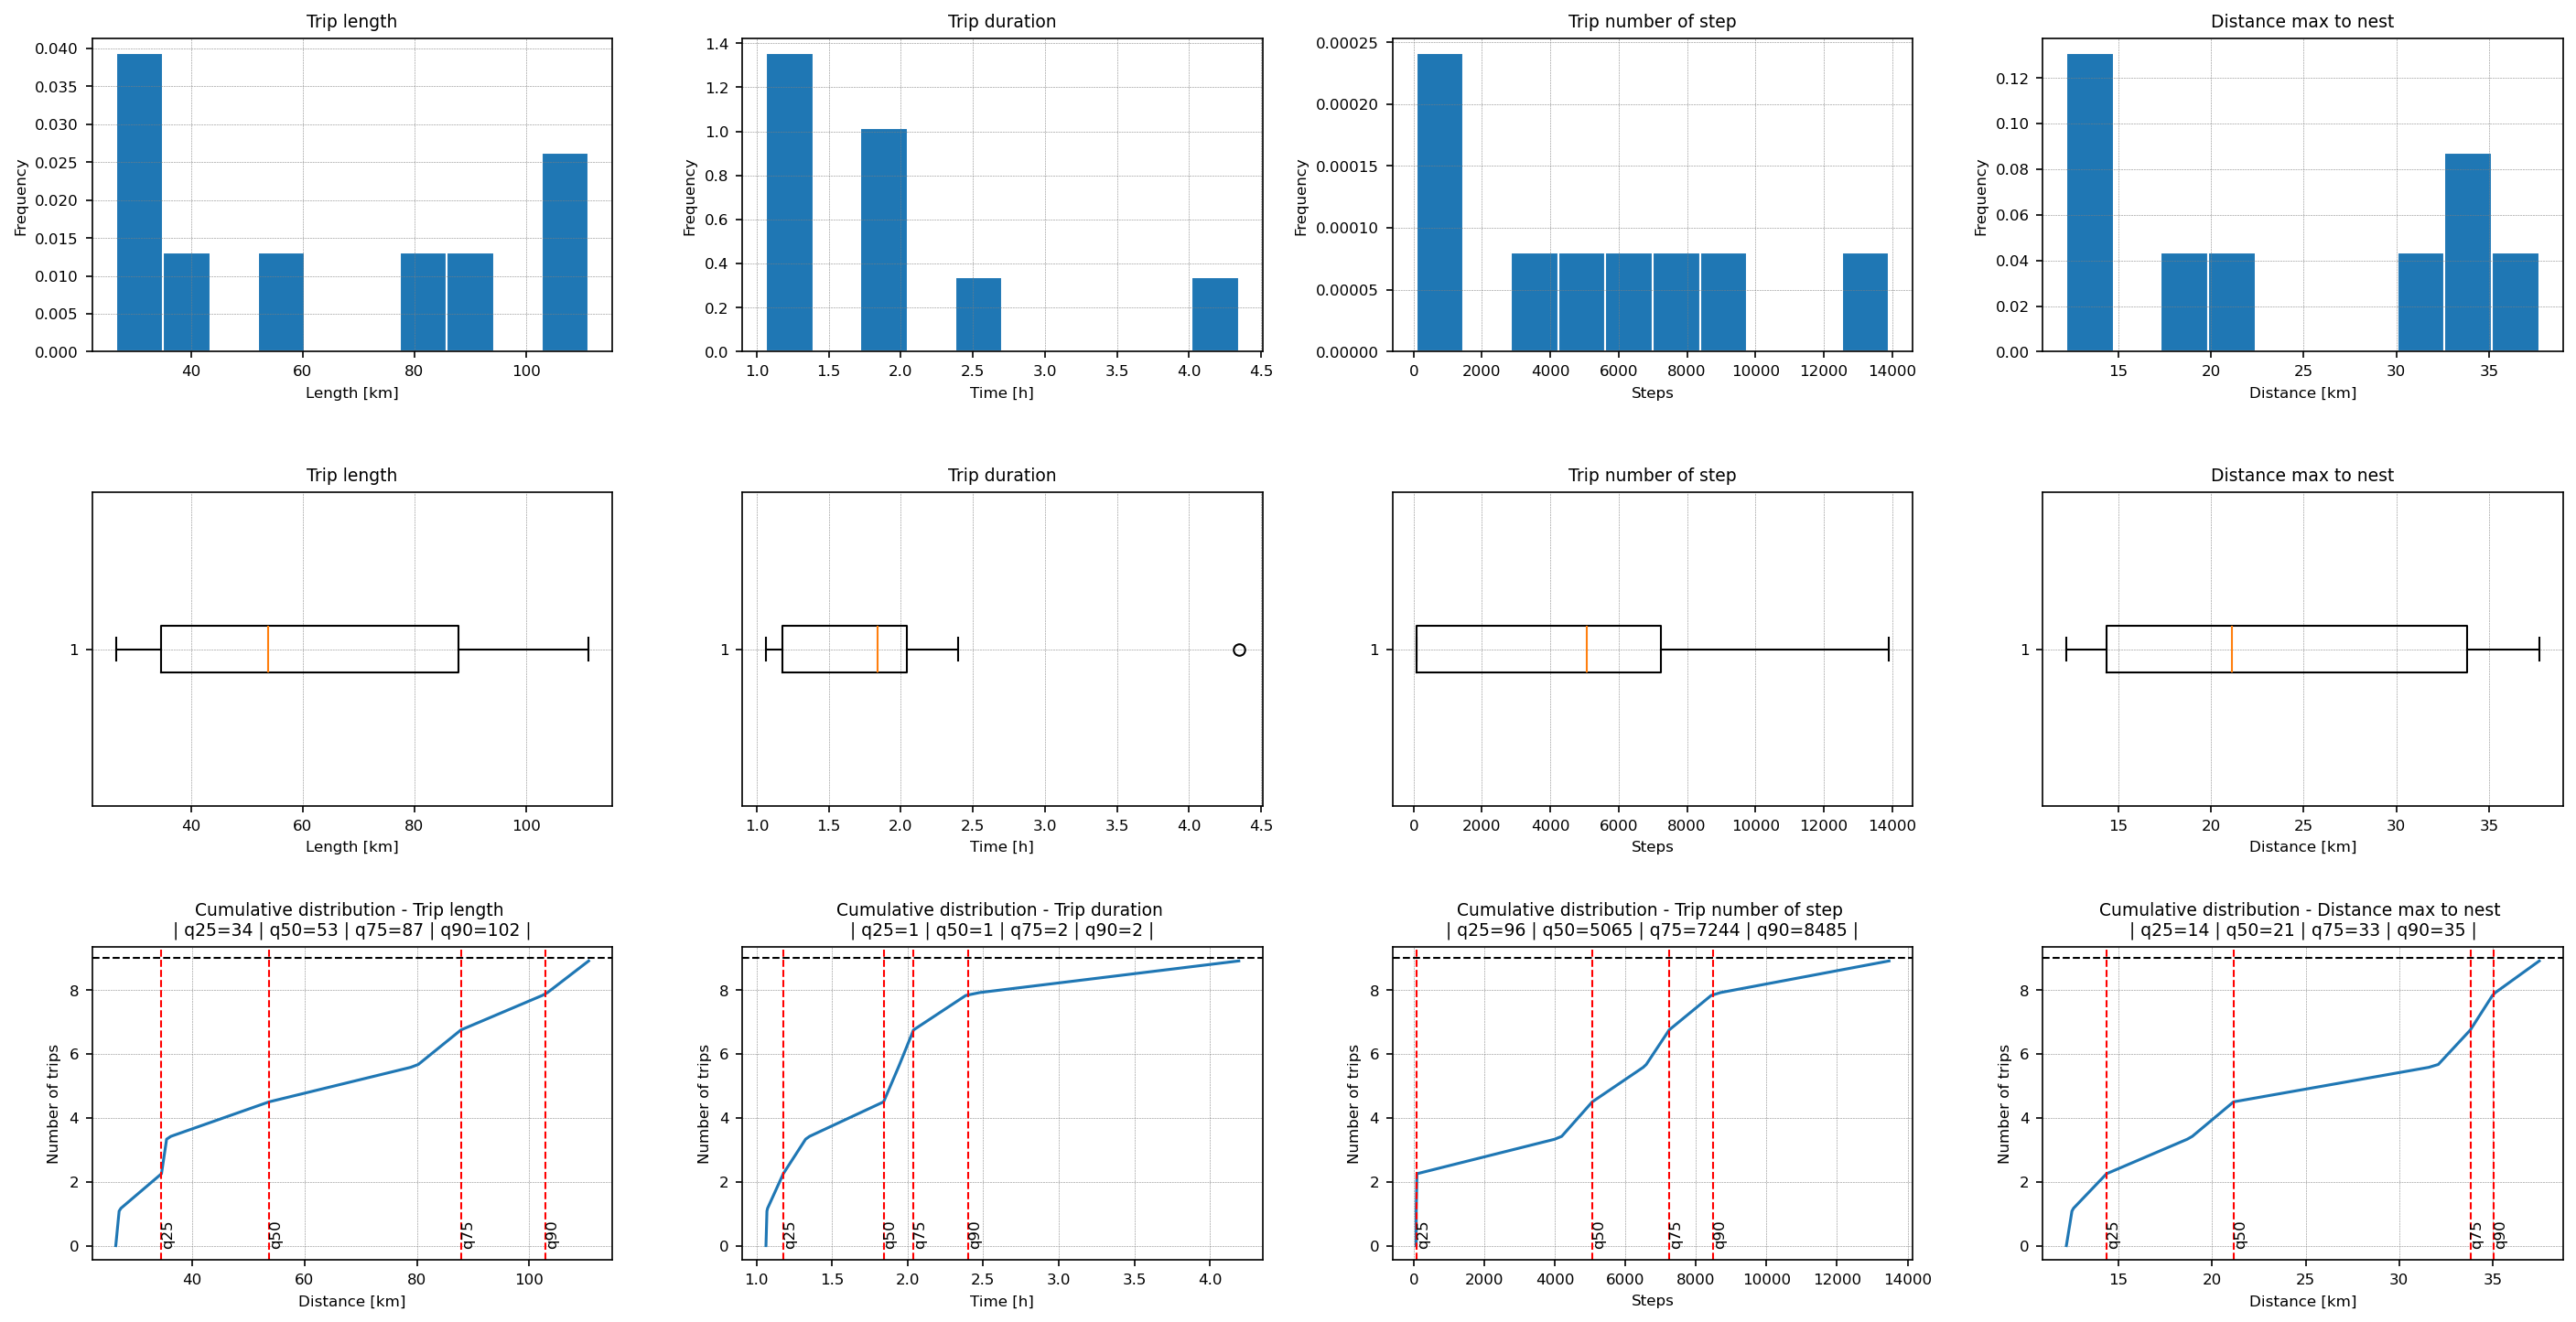 Trip length
0.040
0.035
0.030
0.025
0.020
0.015
0.010
0.005
0.000
Frequency
40 60 80 100
Length [km]
Trip duration
1.4
1.2
1.0
0.8
0.6
0.4
0.2
0.0
Frequency
1.0 1.5 2.0 2.5 3.0 3.5 4.0 4.5
Time [h]
Trip number of step
0.00025
0.00020
0.00015
0.00010
0.00005
0.00000
Frequency
0 2000 4000 6000 8000 10000 12000 14000
Steps
Distance max to nest
0.12
0.10
0.08
0.06
0.04
0.02
0.00
Frequency
15 20 25 30 35
Distance [km]
Trip length
1
40 60 80 100
Length [km]
Trip duration
1
1.0 1.5 2.0 2.5 3.0 3.5 4.0 4.5
Time [h]
Trip number of step
1
0 2000 4000 6000 8000 10000 12000 14000
Steps
Distance max to nest
1
15 20 25 30 35
Distance [km]
Cumulative distribution - Trip length
| q25=34 | q50=53 | q75=87 | q90=102 |
8
6
4
2
0
Number of trips
q25 q50 q75 q90
40 60 80 100
Distance [km]
Cumulative distribution - Trip duration
| q25=1 | q50=1 | q75=2 | q90=2 |
8
6
4
2
0
Number of trips
q25 q50 q75 q90
1.0 1.5 2.0 2.5 3.0 3.5 4.0
Time [h]
Cumulative distribution - Trip number of step
| q25=96 | q50=5065 | q75=7244 | q90=8485 |
8
6
4
2
0
Number of trips
q25 q50 q75 q90
0 2000 4000 6000 8000 10000 12000 14000
Steps
Cumulative distribution - Distance max to nest
| q25=14 | q50=21 | q75=33 | q90=35 |
8
6
4
2
0
Number of trips
q25 q50 q75 q90
15 20 25 30 35
Distance [km]